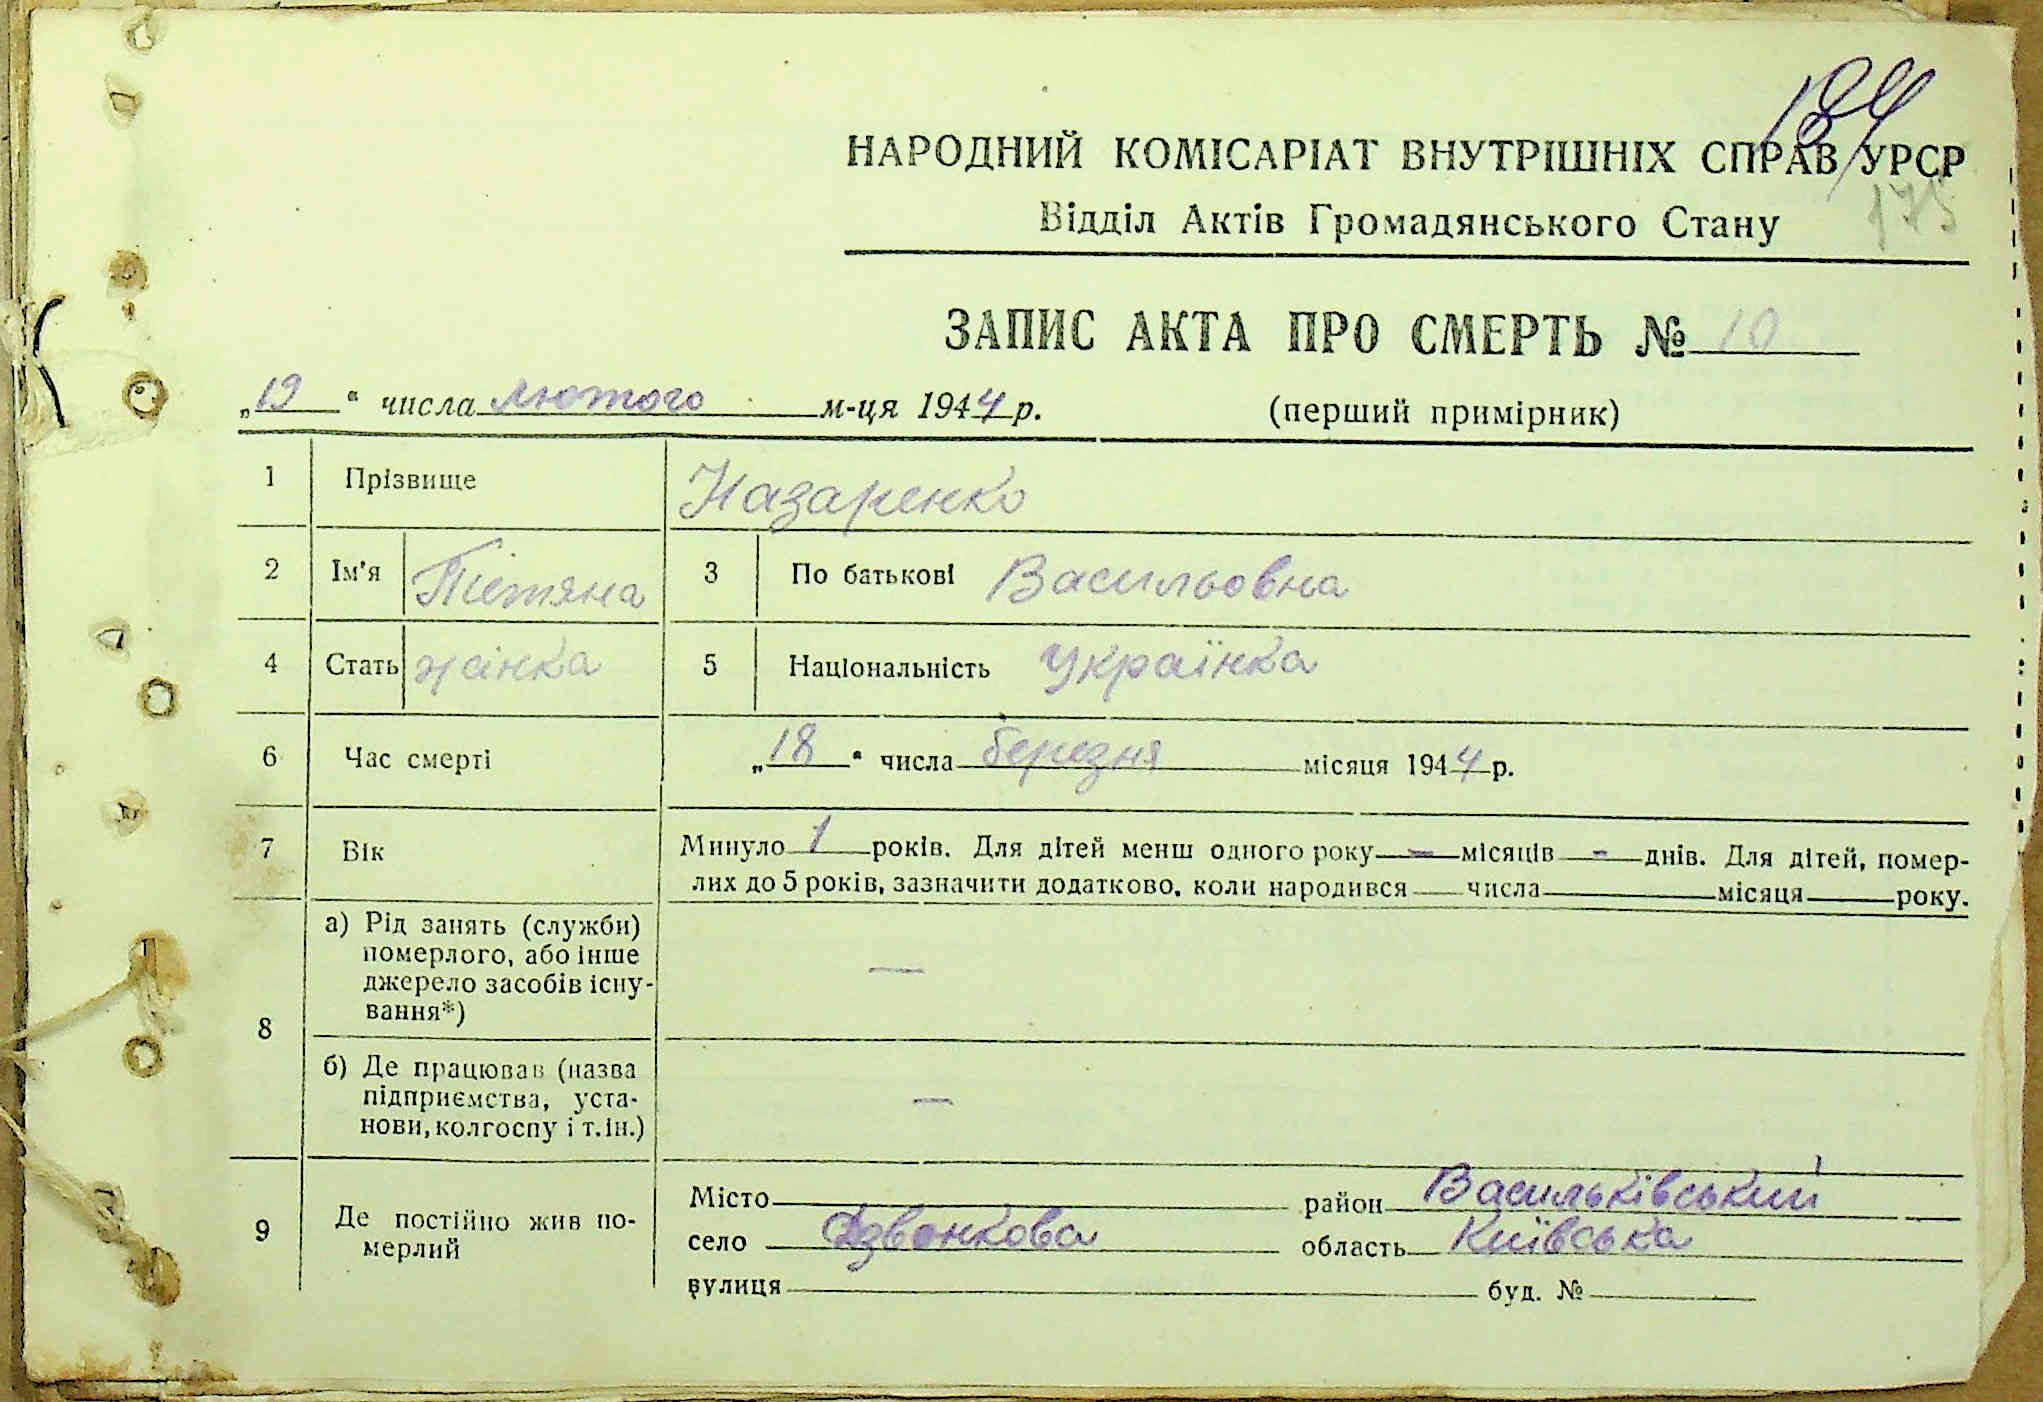 184
НАРОДНИЙ КОМІСАРІАТ ВНУТРІШНІХ СПРАВ УРСР
175
Відділ Актів Громадянського Стану
ЗАПИС АКТА ПРО СМЕРТЬ № 10
„19“ числа лютого м-ця 1944 р. (перший примірник)
1 Прізвище Назаренко
2 Ім'я Тетяна 3 По батькові Васильовна
4 Стать жінка 5 Національність Українка
6 Час смерті „18“ числа березня місяця 1944 р.
7 Вік Минуло 1 років. Для дітей менш одного року - місяців - днів. Для дітей, помер-
лих до 5 років, зазначити додатково, коли народився числа місяця року.
8 а) Рід занять (служби)
померлого, або інше
джерело засобів існу-
вання*) —
б) Де працював (назва
підприємства, уста-
нови, колгоспу і т.ін.) —
9 Де постійно жив по-
мерлий
Місто район Васильківський
село Дзвонкова область Київська
вулиця буд. №